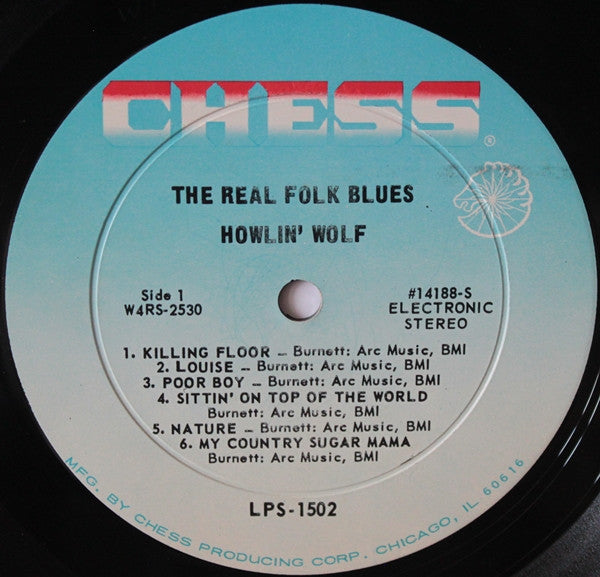 CHESS®
THE REAL FOLK BLUES
HOWLIN' WOLF
Side 1
W4RS-2530
#14188-S
ELECTRONIC
STEREO
1. KILLING FLOOR – Burnett: Arc Music, BMI
2. LOUISE – Burnett: Arc Music, BMI
3. POOR BOY – Burnett: Arc Music, BMI
4. SITTIN' ON TOP OF THE WORLD
Burnett: Arc Music, BMI
5. NATURE – Burnett: Arc Music, BMI
6. MY COUNTRY SUGAR MAMA
Burnett: Arc Music, BMI
LPS-1502
MFG. BY CHESS PRODUCING CORP. CHICAGO, IL 60616